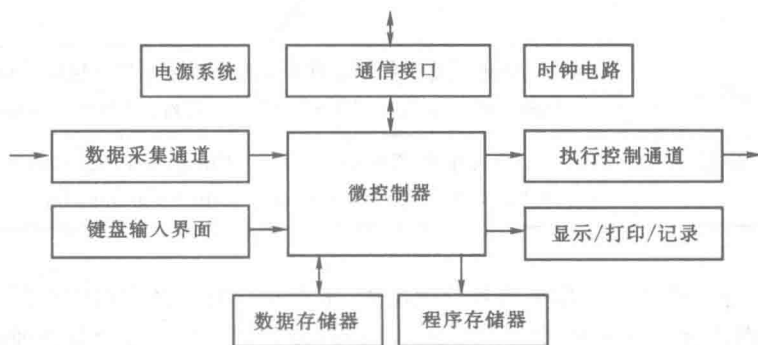 电源系统
通信接口
时钟电路
数据采集通道
微控制器
执行控制通道
键盘输入界面
显示/打印/记录
数据存储器
程序存储器